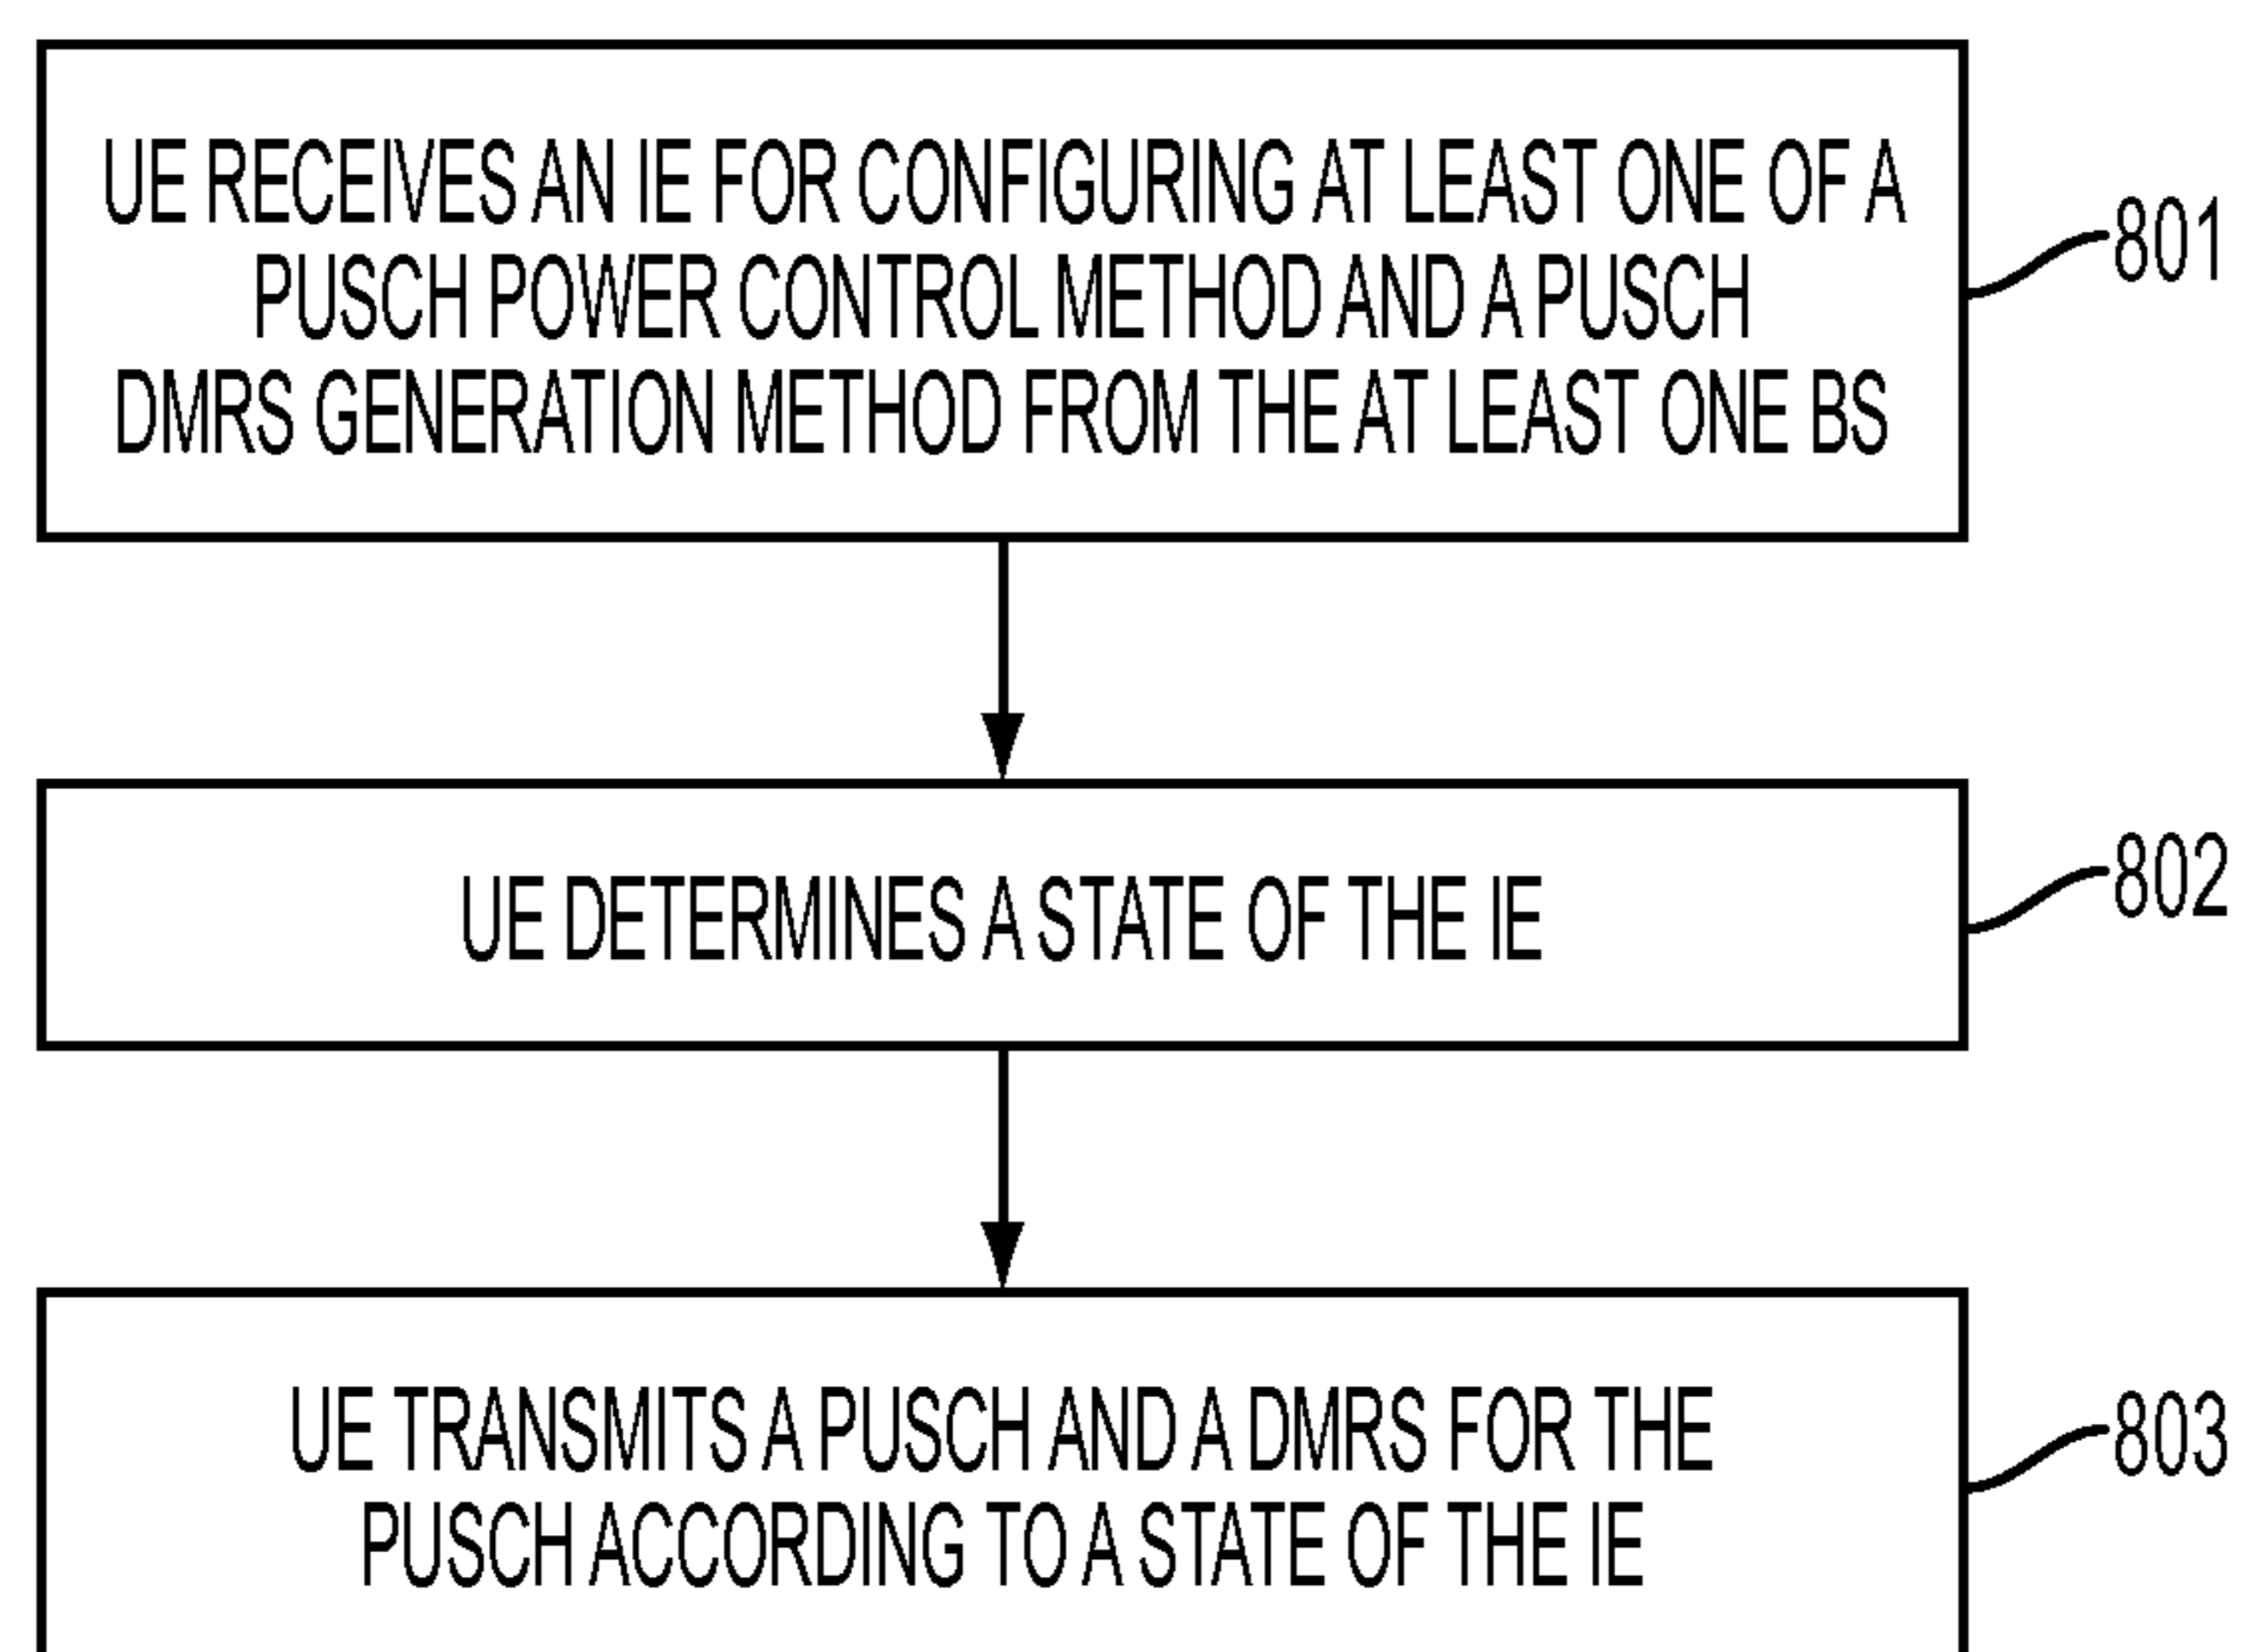 UE RECEIVES AN IE FOR CONFIGURING AT LEAST ONE OF A
PUSCH POWER CONTROL METHOD AND A PUSCH
DMRS GENERATION METHOD FROM THE AT LEAST ONE BS
801
UE DETERMINES A STATE OF THE IE
802
UE TRANSMITS A PUSCH AND A DMRS FOR THE
PUSCH ACCORDING TO A STATE OF THE IE
803